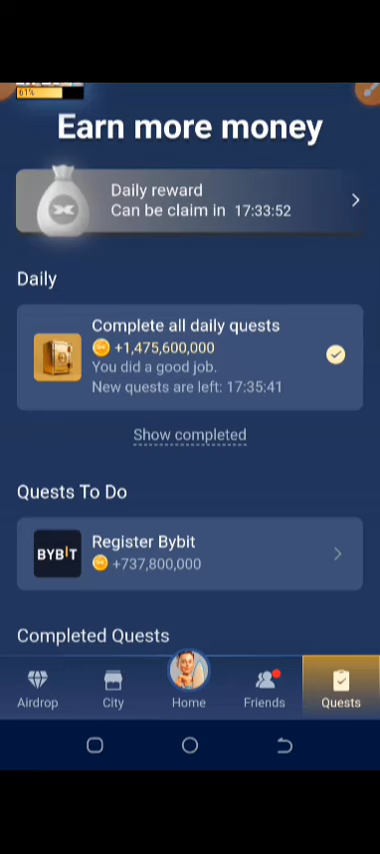 61%
Earn more money
Daily reward
Can be claim in 17:33:52
Daily
Complete all daily quests
+1,475,600,000
You did a good job.
New quests are left: 17:35:41
Show completed
Quests To Do
BYBIT
Register Bybit
+737,800,000
Completed Quests
Airdrop
City
Home
Friends
Quests